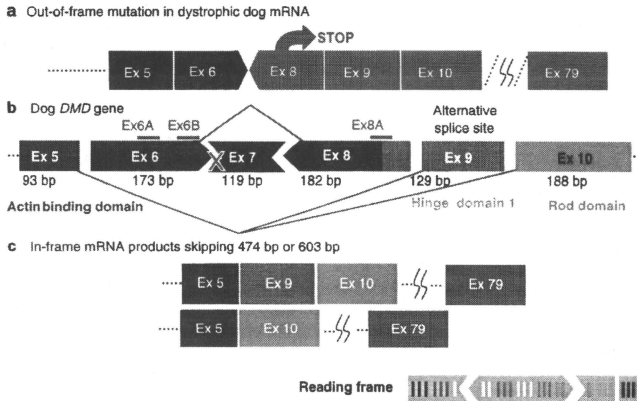 a Out-of-frame mutation in dystrophic dog mRNA
STOP
Ex 5 Ex 6 Ex 8 Ex 9 Ex 10 Ex 79
b Dog DMD gene
Alternative
splice site
Ex6A Ex6B Ex8A
Ex 5 Ex 6 X Ex 7 Ex 8 Ex 9 Ex 10
93 bp 173 bp 119 bp 182 bp 129 bp 188 bp
Actin binding domain Hinge domain 1 Rod domain
c In-frame mRNA products skipping 474 bp or 603 bp
Ex 5 Ex 9 Ex 10 Ex 79
Ex 5 Ex 10 Ex 79
Reading frame